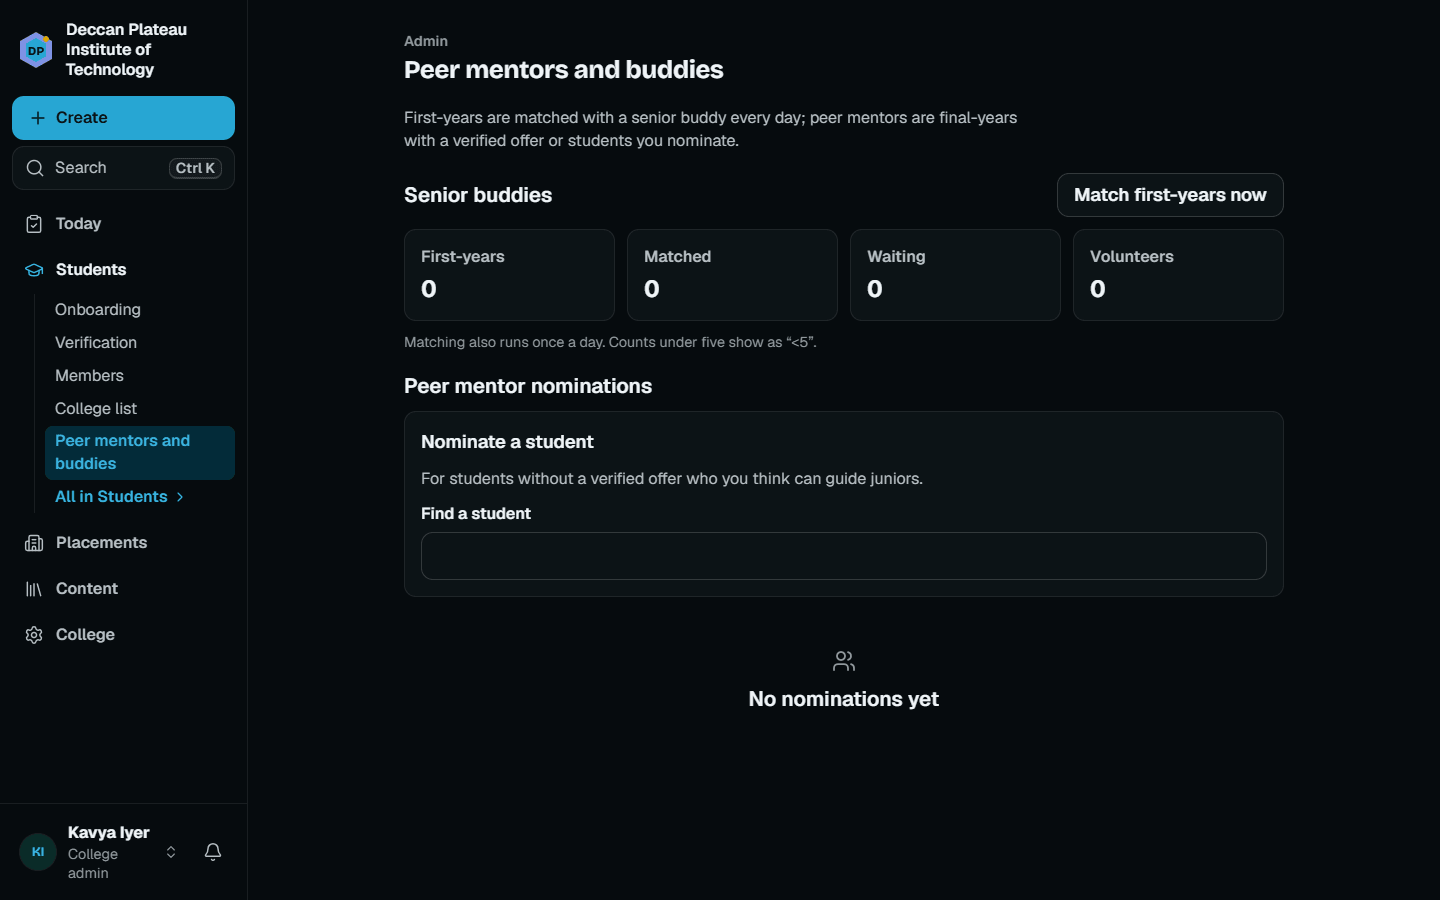 DP
Deccan Plateau
Institute of
Technology
Create
Search
Ctrl K
Today
Students
Onboarding
Verification
Members
College list
Peer mentors and
buddies
All in Students
Placements
Content
College
KI
Kavya Iyer
College
admin
Admin
Peer mentors and buddies
First-years are matched with a senior buddy every day; peer mentors are final-years
with a verified offer or students you nominate.
Senior buddies
Match first-years now
First-years
0
Matched
0
Waiting
0
Volunteers
0
Matching also runs once a day. Counts under five show as “<5”.
Peer mentor nominations
Nominate a student
For students without a verified offer who you think can guide juniors.
Find a student
No nominations yet